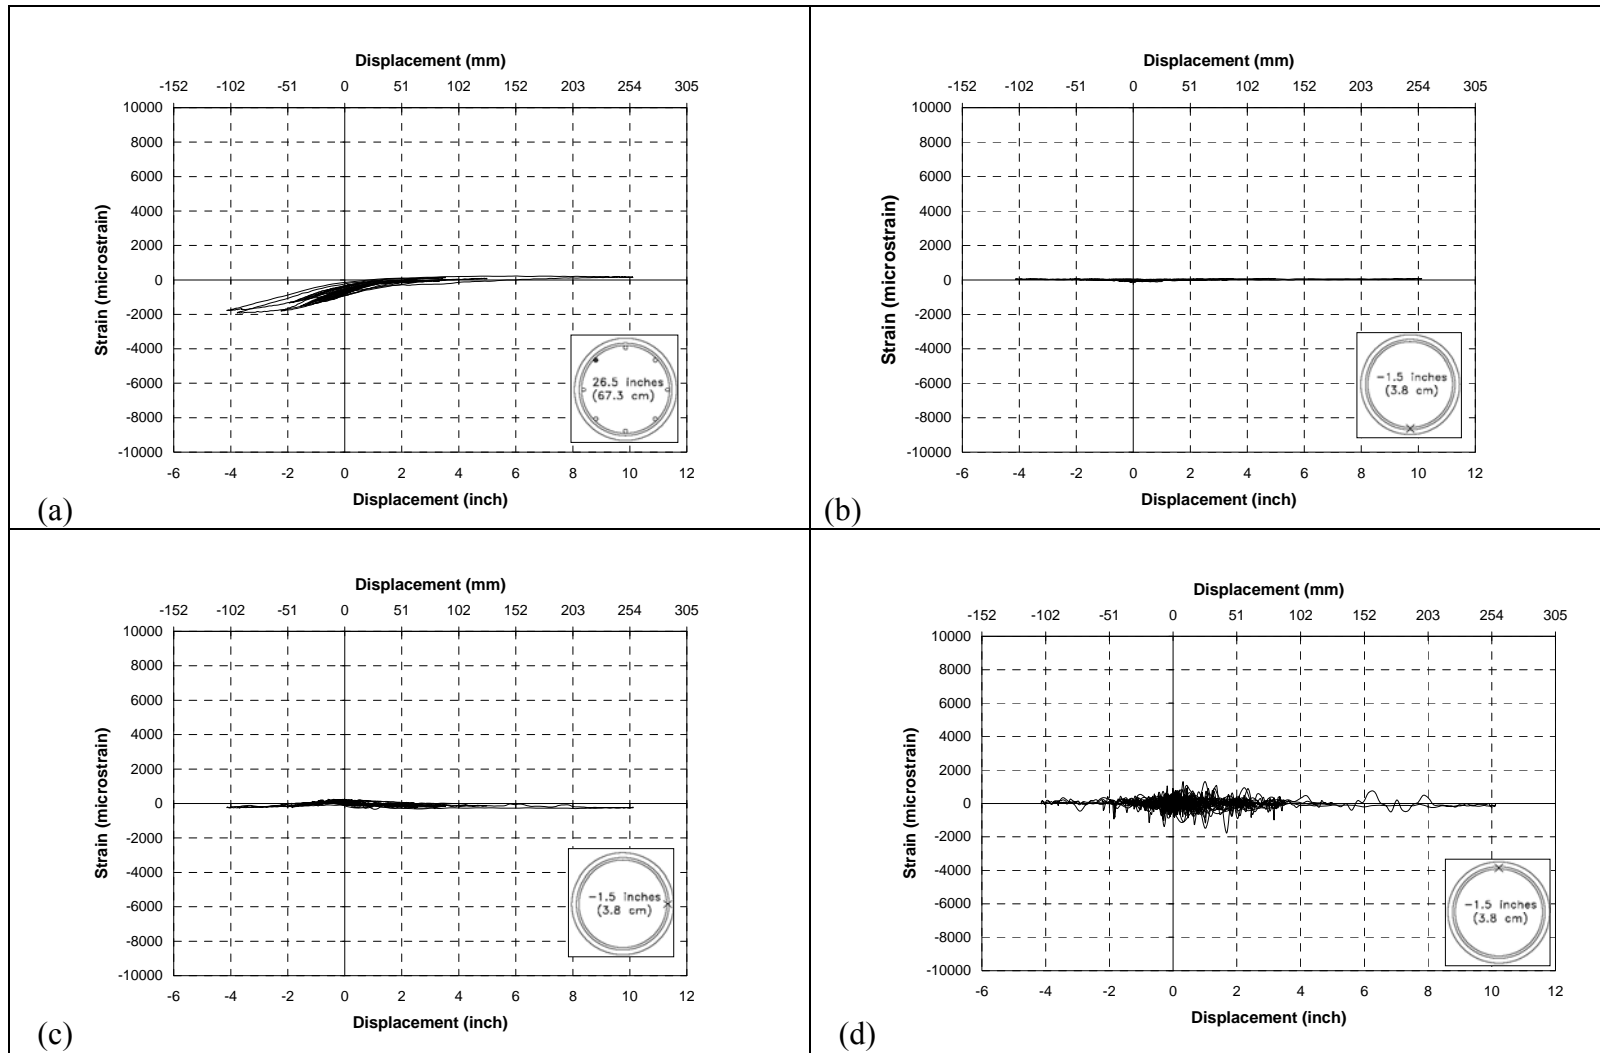 Displacement (mm)
-152 -102 -51 0 51 102 152 203 254 305
10000
8000
6000
4000
2000
0
-2000
-4000
-6000
-8000
-10000
Strain (microstrain)
26.5 inches
(67.3 cm)
-6 -4 -2 0 2 4 6 8 10 12
Displacement (inch)
(a)
Displacement (mm)
-152 -102 -51 0 51 102 152 203 254 305
10000
8000
6000
4000
2000
0
-2000
-4000
-6000
-8000
-10000
Strain (microstrain)
-1.5 inches
(3.8 cm)
-6 -4 -2 0 2 4 6 8 10 12
Displacement (inch)
(b)
Displacement (mm)
-152 -102 -51 0 51 102 152 203 254 305
10000
8000
6000
4000
2000
0
-2000
-4000
-6000
-8000
-10000
Strain (microstrain)
-1.5 inches
(3.8 cm)
-6 -4 -2 0 2 4 6 8 10 12
Displacement (inch)
(c)
Displacement (mm)
-152 -102 -51 0 51 102 152 203 254 305
10000
8000
6000
4000
2000
0
-2000
-4000
-6000
-8000
-10000
Strain (microstrain)
-1.5 inches
(3.8 cm)
-6 -4 -2 0 2 4 6 8 10 12
Displacement (inch)
(d)